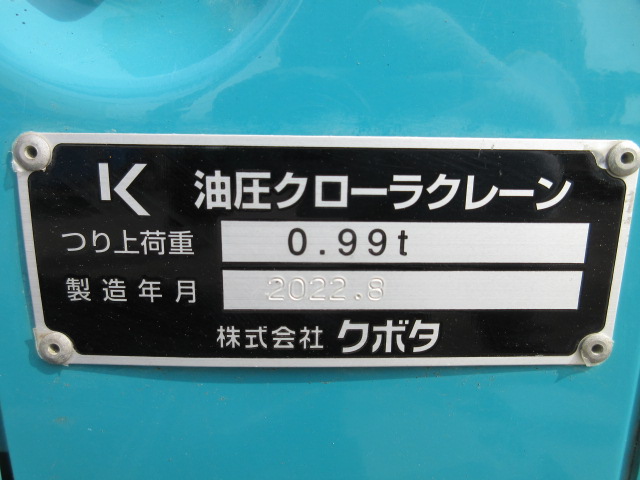 K 油圧クローラクレーン
つり上荷重 0.99t
製造年月 2022.8
株式会社 クボタ